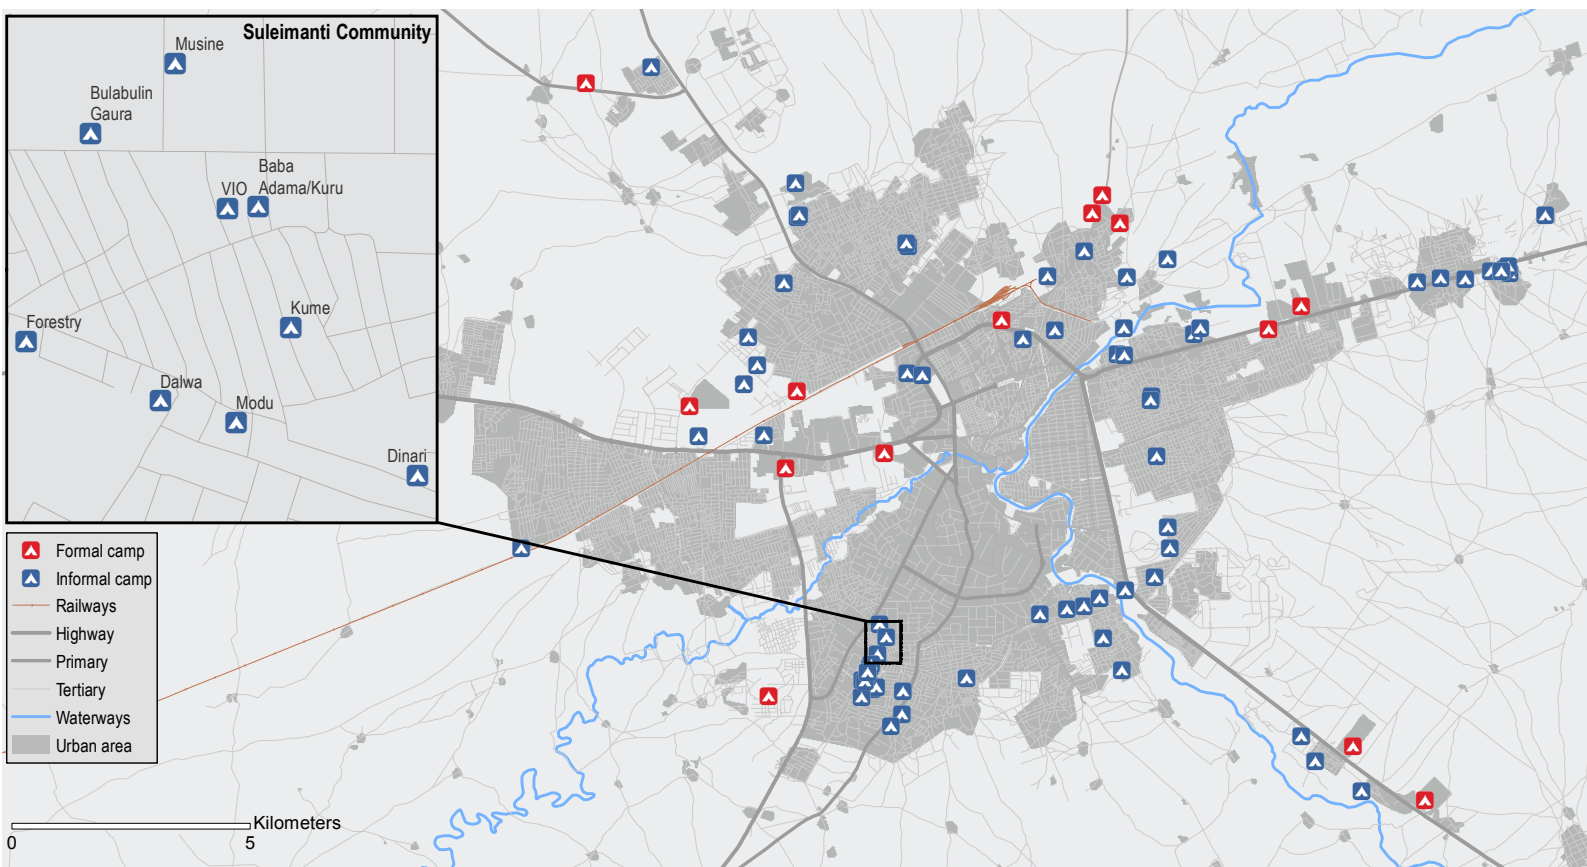 Suleimanti Community
Musine
Bulabulin
Gaura
Baba
Adama/Kuru
VIO
Kume
Forestry
Dalwa
Modu
Dinari
Formal camp
Informal camp
Railways
Highway
Primary
Tertiary
Waterways
Urban area
Kilometers
0 5